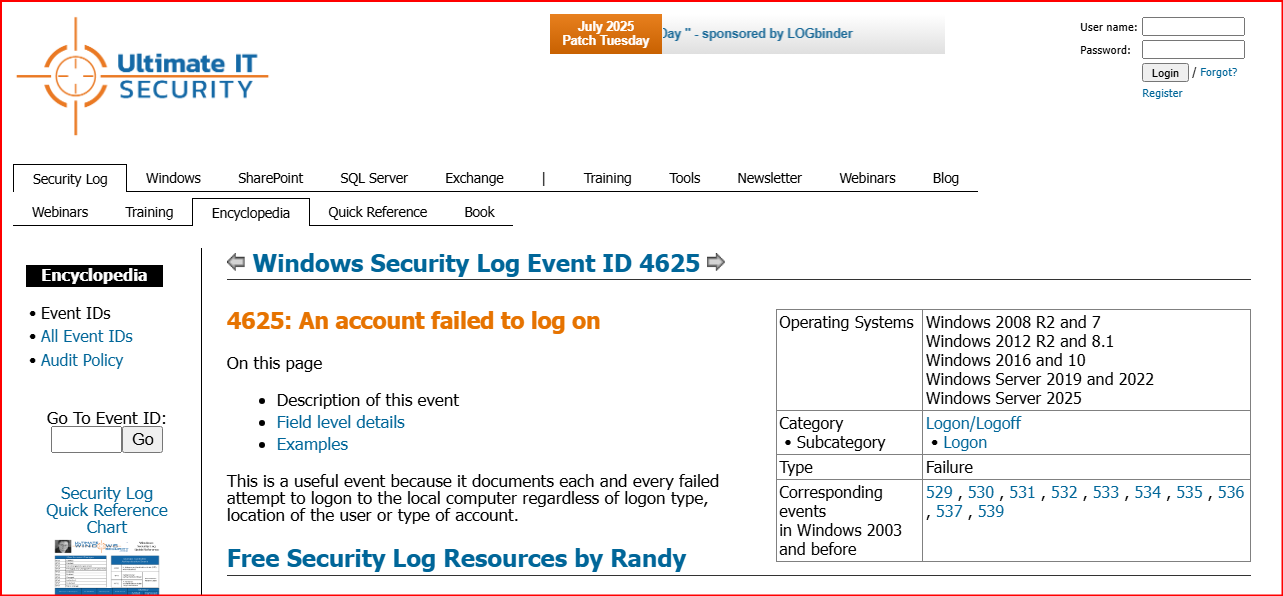 Ultimate IT
SECURITY
July 2025
Patch Tuesday
Day " - sponsored by LOGbinder
User name:
Password:
Login / Forgot?
Register
Security Log Windows SharePoint SQL Server Exchange | Training Tools Newsletter Webinars Blog
Webinars Training Encyclopedia Quick Reference Book
Encyclopedia
• Event IDs
• All Event IDs
• Audit Policy
Go To Event ID:
Go
Security Log
Quick Reference
Chart
Windows Security Log Event ID 4625
4625: An account failed to log on
On this page
• Description of this event
• Field level details
• Examples
This is a useful event because it documents each and every failed
attempt to logon to the local computer regardless of logon type,
location of the user or type of account.
Free Security Log Resources by Randy
Operating Systems
Windows 2008 R2 and 7
Windows 2012 R2 and 8.1
Windows 2016 and 10
Windows Server 2019 and 2022
Windows Server 2025
Category
• Subcategory
Logon/Logoff
• Logon
Type
Failure
Corresponding
events
in Windows 2003
and before
529 , 530 , 531 , 532 , 533 , 534 , 535 , 536
, 537 , 539